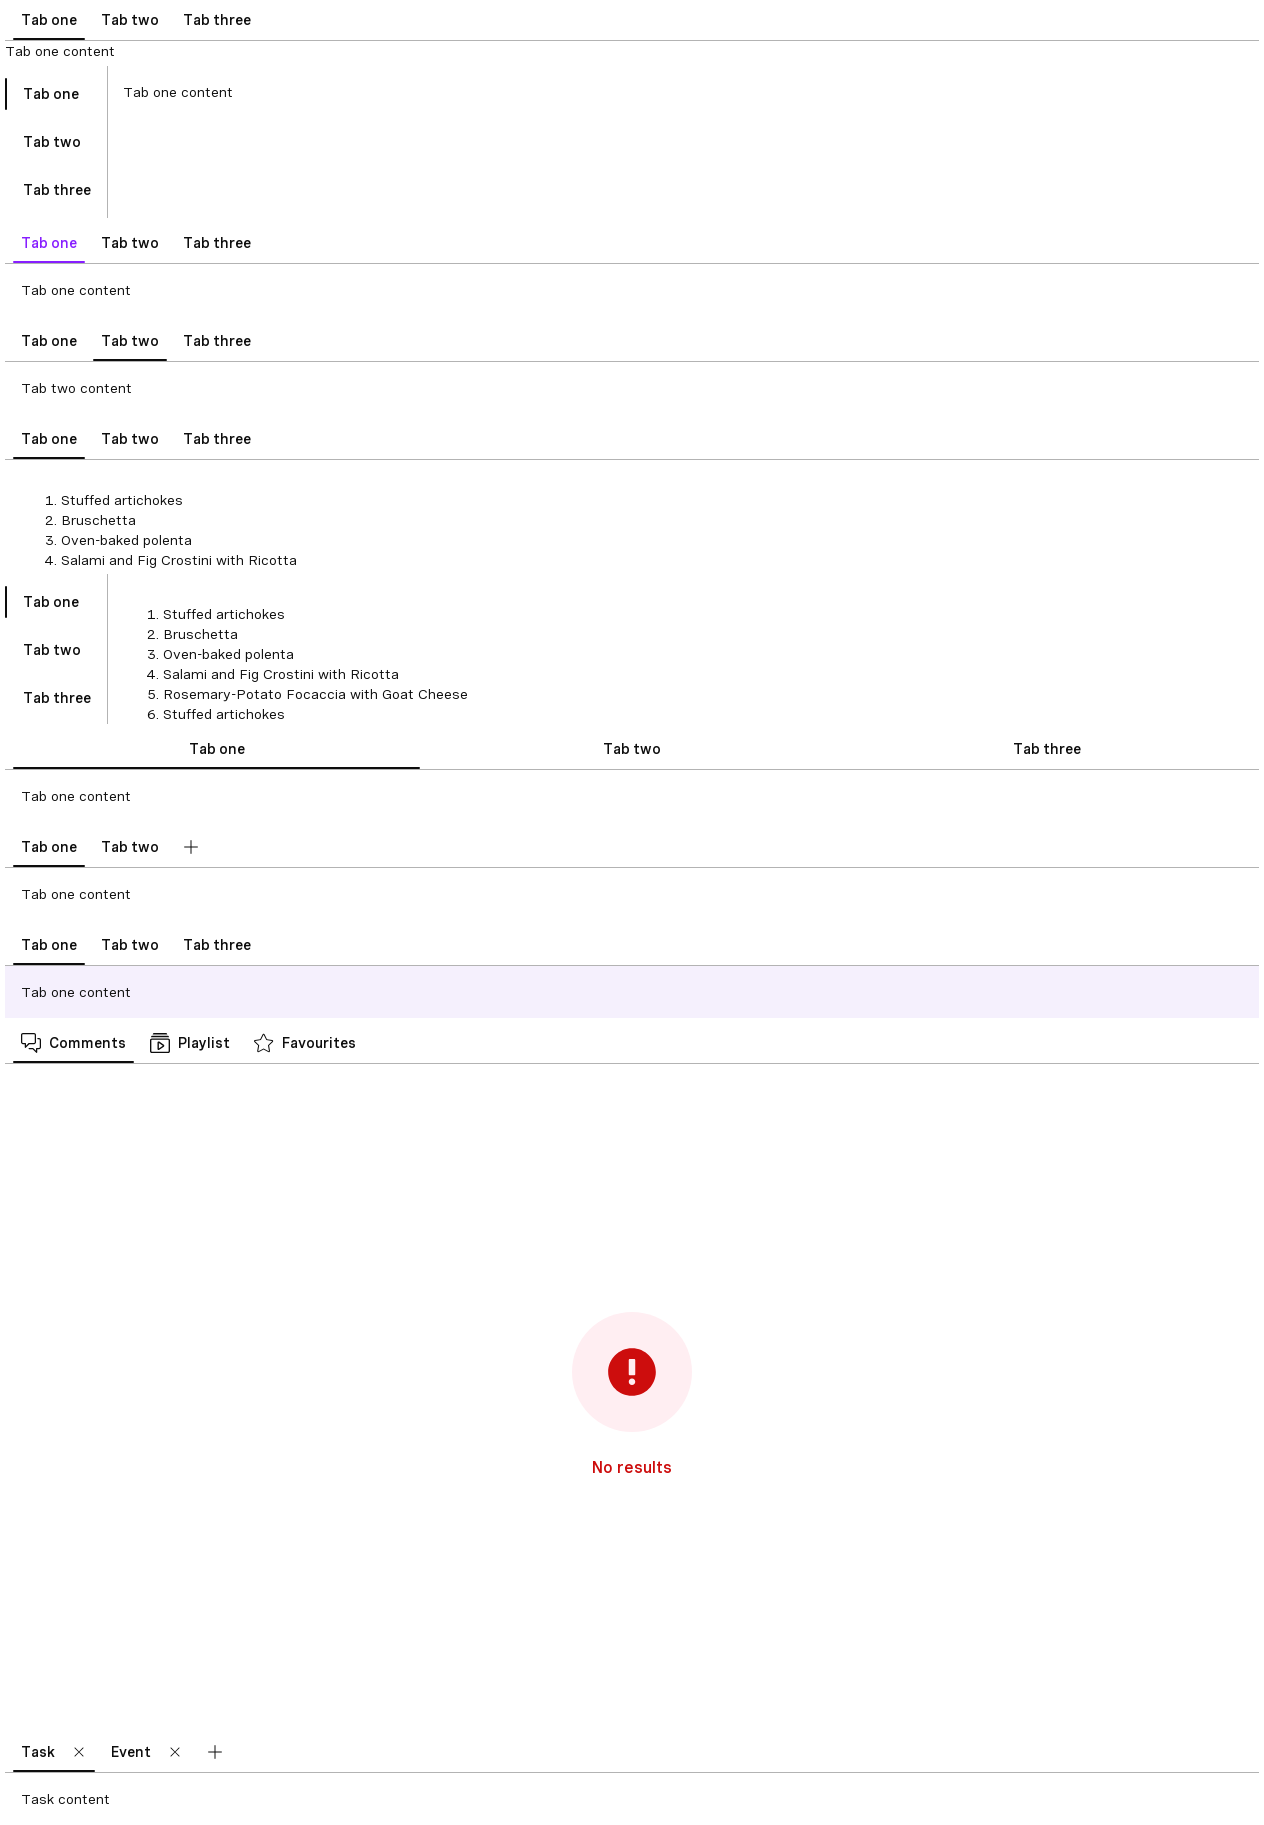 Tab one Tab two Tab three
Tab one content
Tab one
Tab one content
Tab two
Tab three
Tab one Tab two Tab three
Tab one content
Tab one Tab two Tab three
Tab two content
Tab one Tab two Tab three
1. Stuffed artichokes
2. Bruschetta
3. Oven-baked polenta
4. Salami and Fig Crostini with Ricotta
Tab one
Tab two
Tab three
1. Stuffed artichokes
2. Bruschetta
3. Oven-baked polenta
4. Salami and Fig Crostini with Ricotta
5. Rosemary-Potato Focaccia with Goat Cheese
6. Stuffed artichokes
Tab one Tab two Tab three
Tab one content
Tab one Tab two
Tab one content
Tab one Tab two Tab three
Tab one content
Comments Playlist Favourites
No results
Task Event
Task content